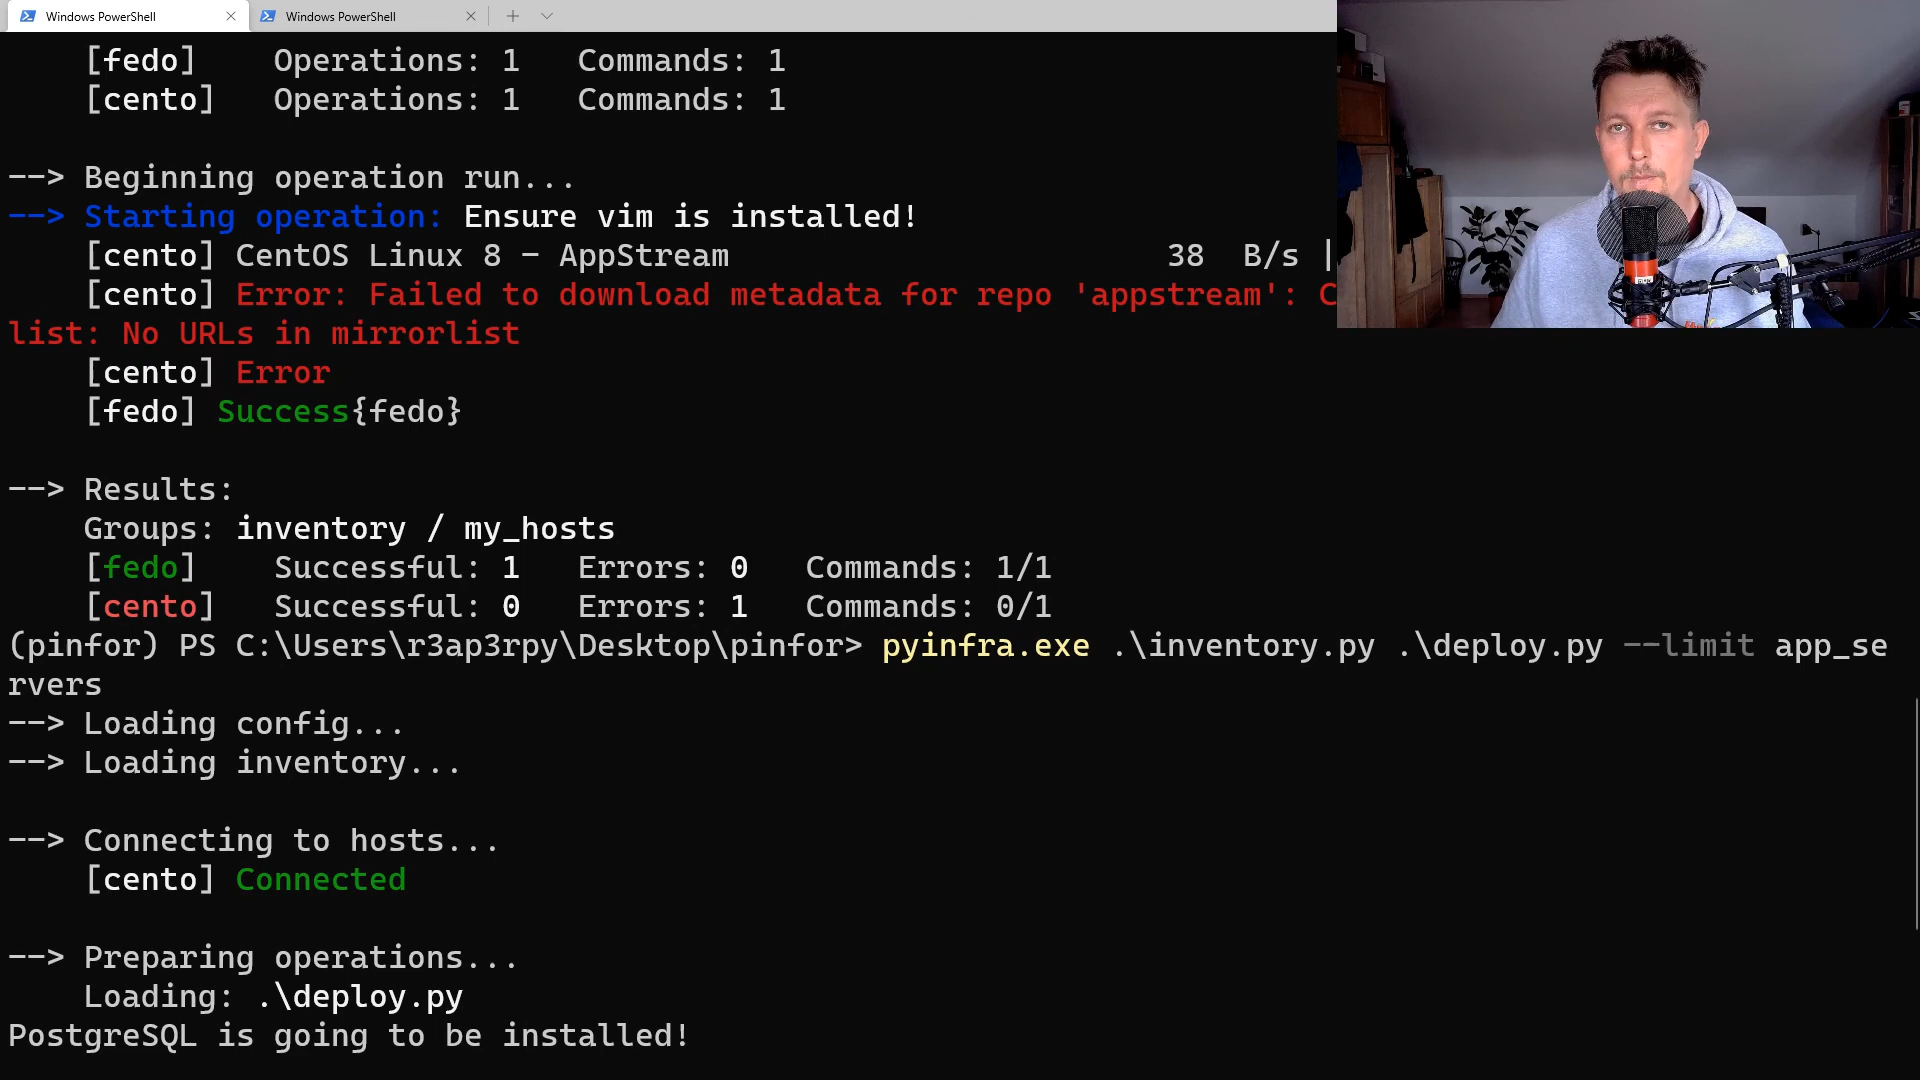 Windows PowerShell
Windows PowerShell
[fedo] Operations: 1 Commands: 1
[cento] Operations: 1 Commands: 1
--> Beginning operation run...
--> Starting operation: Ensure vim is installed!
[cento] CentOS Linux 8 - AppStream 38 B/s |
[cento] Error: Failed to download metadata for repo 'appstream': C
list: No URLs in mirrorlist
[cento] Error
[fedo] Success{fedo}
--> Results:
Groups: inventory / my_hosts
[fedo] Successful: 1 Errors: 0 Commands: 1/1
[cento] Successful: 0 Errors: 1 Commands: 0/1
(pinfor) PS C:\Users\r3ap3rpy\Desktop\pinfor> pyinfra.exe .\inventory.py .\deploy.py --limit app_se
rvers
--> Loading config...
--> Loading inventory...
--> Connecting to hosts...
[cento] Connected
--> Preparing operations...
Loading: .\deploy.py
PostgreSQL is going to be installed!